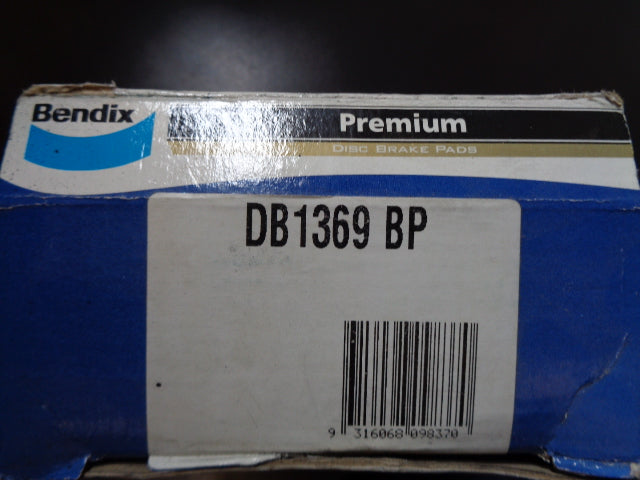 Bendix
Premium
DISC BRAKE PADS
DB1369 BP
9 316068 098370